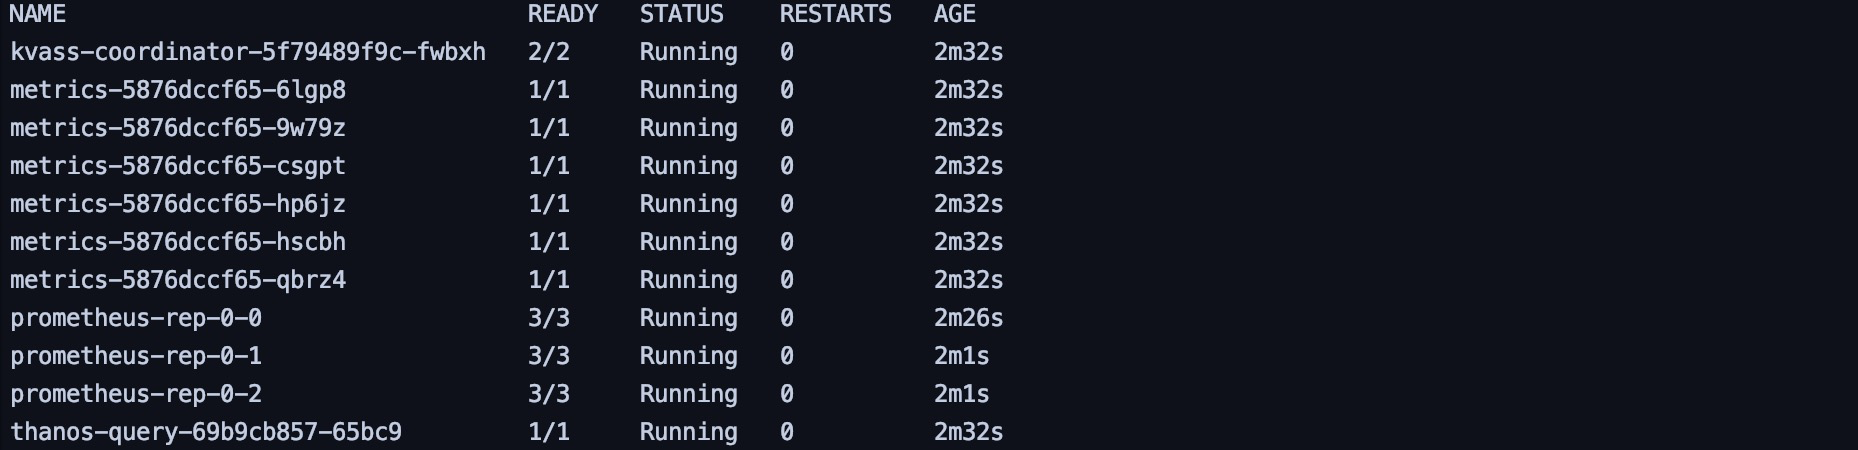 NAME READY STATUS RESTARTS AGE
kvass-coordinator-5f79489f9c-fwbxh 2/2 Running 0 2m32s
metrics-5876dccf65-6lgp8 1/1 Running 0 2m32s
metrics-5876dccf65-9w79z 1/1 Running 0 2m32s
metrics-5876dccf65-csgpt 1/1 Running 0 2m32s
metrics-5876dccf65-hp6jz 1/1 Running 0 2m32s
metrics-5876dccf65-hscbh 1/1 Running 0 2m32s
metrics-5876dccf65-qbrz4 1/1 Running 0 2m32s
prometheus-rep-0-0 3/3 Running 0 2m26s
prometheus-rep-0-1 3/3 Running 0 2m1s
prometheus-rep-0-2 3/3 Running 0 2m1s
thanos-query-69b9cb857-65bc9 1/1 Running 0 2m32s